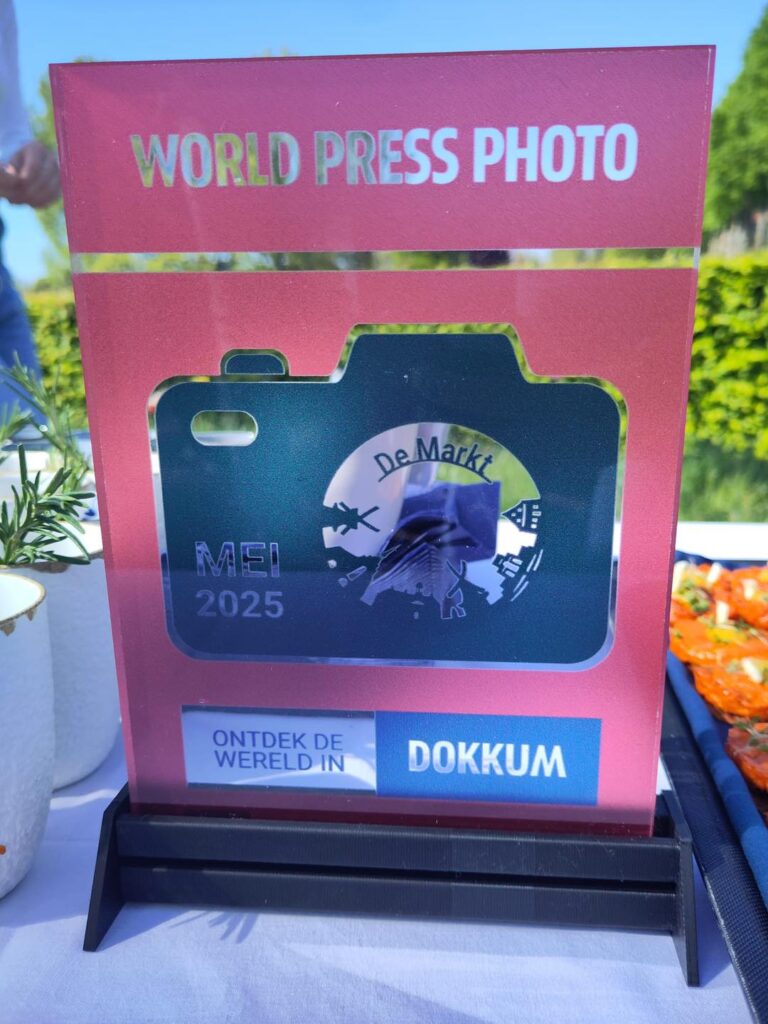 WORLD PRESS PHOTO
De Markt
MEI
2025
ONTDEK DE
WERELD IN
DOKKUM